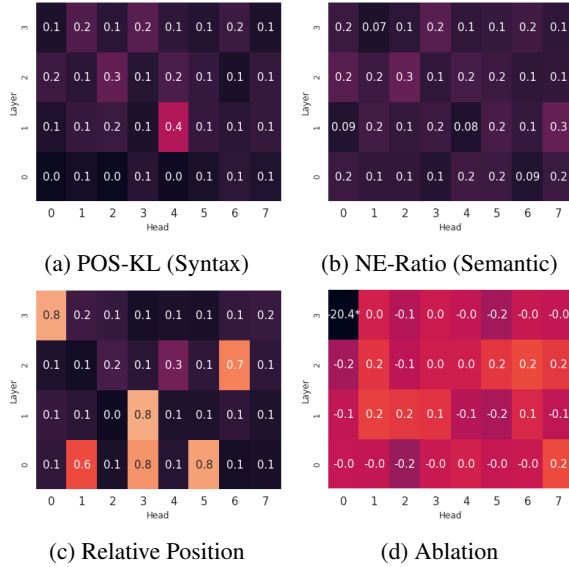 3 0.1 0.2 0.1 0.2 0.1 0.1 0.2 0.1
2 0.2 0.1 0.3 0.1 0.2 0.1 0.1 0.1
Layer
1 0.1 0.1 0.2 0.1 0.4 0.1 0.1 0.1
0 0.0 0.1 0.0 0.1 0.0 0.1 0.1 0.1
0 1 2 3 4 5 6 7
Head
(a) POS-KL (Syntax)
3 0.2 0.07 0.1 0.2 0.1 0.1 0.1 0.1
2 0.2 0.2 0.3 0.1 0.2 0.2 0.1 0.1
Layer
1 0.09 0.2 0.1 0.2 0.08 0.2 0.1 0.3
0 0.2 0.1 0.1 0.1 0.2 0.2 0.09 0.2
0 1 2 3 4 5 6 7
Head
(b) NE-Ratio (Semantic)
3 0.8 0.2 0.1 0.1 0.1 0.1 0.1 0.2
2 0.1 0.1 0.2 0.1 0.3 0.1 0.7 0.1
Layer
1 0.1 0.1 0.0 0.8 0.1 0.1 0.1 0.1
0 0.1 0.6 0.1 0.8 0.1 0.8 0.1 0.1
0 1 2 3 4 5 6 7
Head
(c) Relative Position
3 -20.4* 0.0 -0.1 0.0 -0.0 -0.2 -0.0 -0.0
2 -0.2 0.2 -0.1 0.0 0.0 0.2 0.2 0.2
Layer
1 -0.1 0.2 0.2 0.1 -0.1 -0.2 0.1 -0.1
0 -0.0 -0.0 -0.2 -0.0 0.0 -0.0 -0.0 0.2
0 1 2 3 4 5 6 7
Head
(d) Ablation